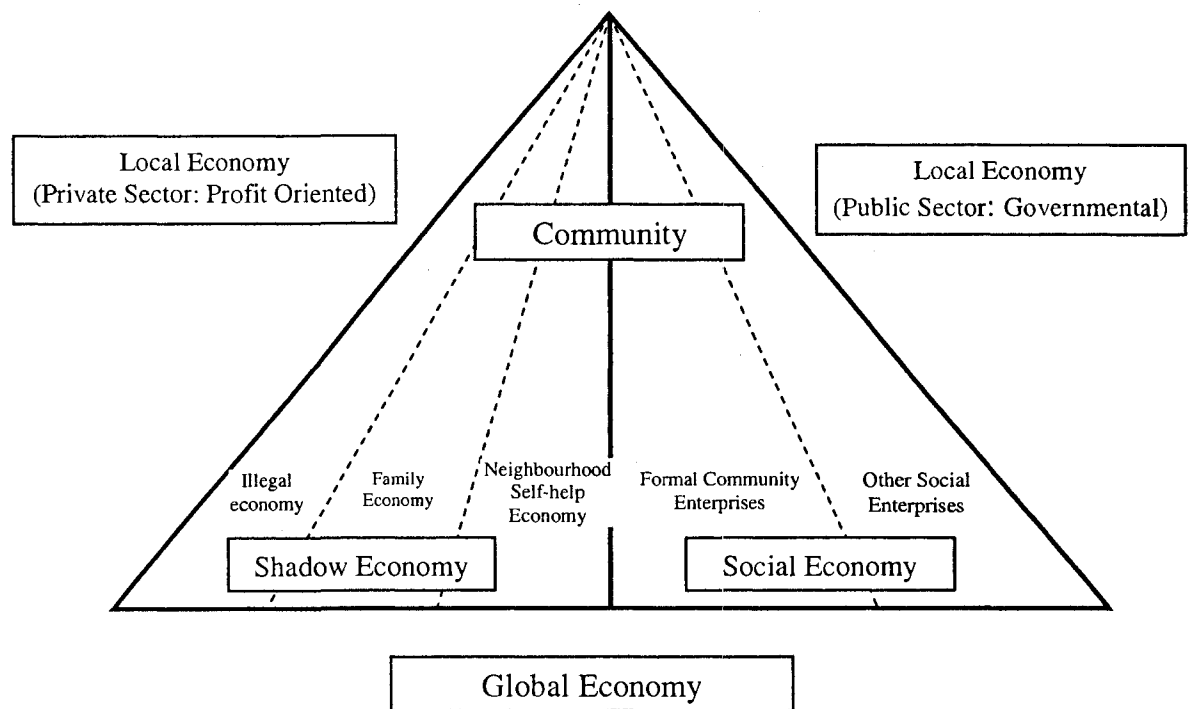 Local Economy
(Private Sector: Profit Oriented)
Local Economy
(Public Sector: Governmental)
Community
Illegal
economy
Family
Economy
Neighbourhood
Self-help
Economy
Formal Community
Enterprises
Other Social
Enterprises
Shadow Economy
Social Economy
Global Economy